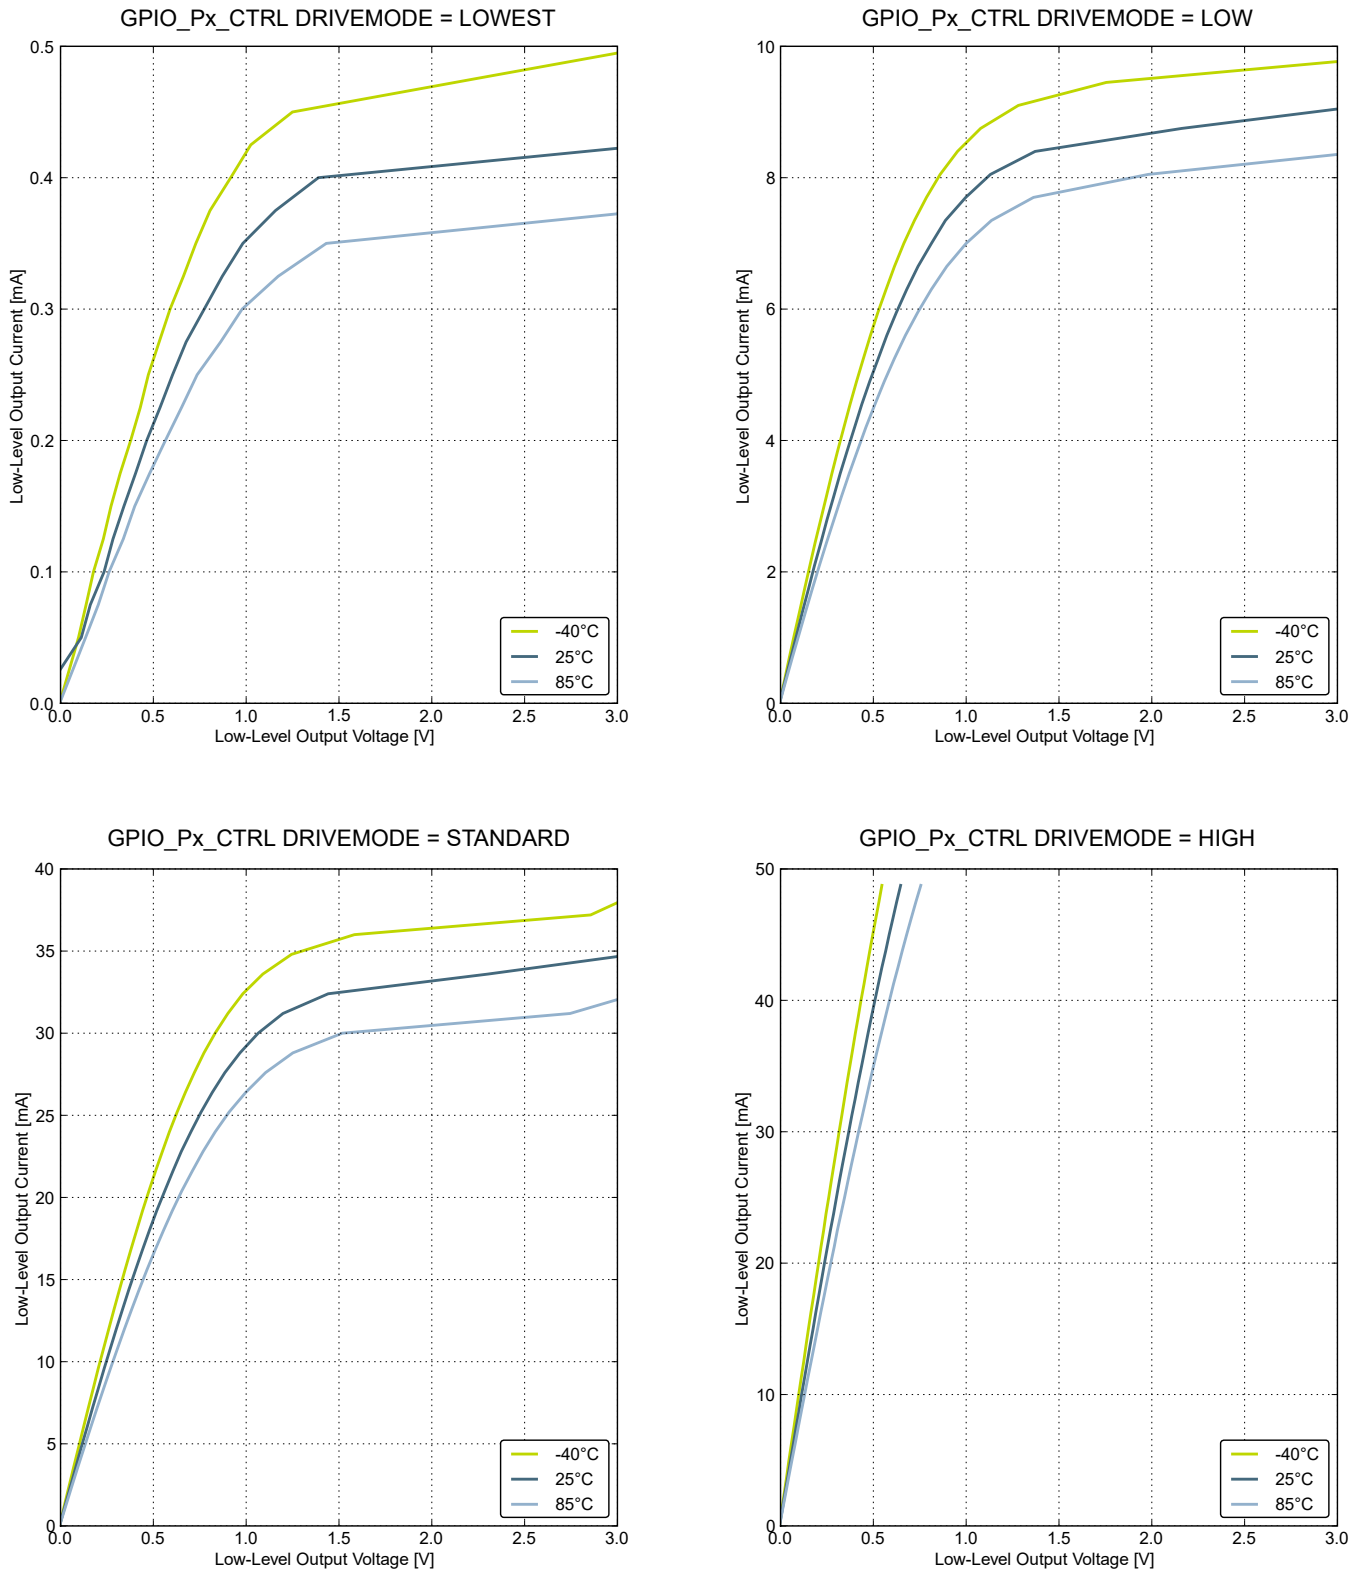 GPIO_Px_CTRL DRIVEMODE = LOWEST
0.5
0.4
0.3
0.2
0.1
0.0
Low-Level Output Current [mA]
-40°C
25°C
85°C
0.0 0.5 1.0 1.5 2.0 2.5 3.0
Low-Level Output Voltage [V]
GPIO_Px_CTRL DRIVEMODE = LOW
10
8
6
4
2
0
Low-Level Output Current [mA]
-40°C
25°C
85°C
0.0 0.5 1.0 1.5 2.0 2.5 3.0
Low-Level Output Voltage [V]
GPIO_Px_CTRL DRIVEMODE = STANDARD
40
35
30
25
20
15
10
5
0
Low-Level Output Current [mA]
-40°C
25°C
85°C
0.0 0.5 1.0 1.5 2.0 2.5 3.0
Low-Level Output Voltage [V]
GPIO_Px_CTRL DRIVEMODE = HIGH
50
40
30
20
10
0
Low-Level Output Current [mA]
-40°C
25°C
85°C
0.0 0.5 1.0 1.5 2.0 2.5 3.0
Low-Level Output Voltage [V]